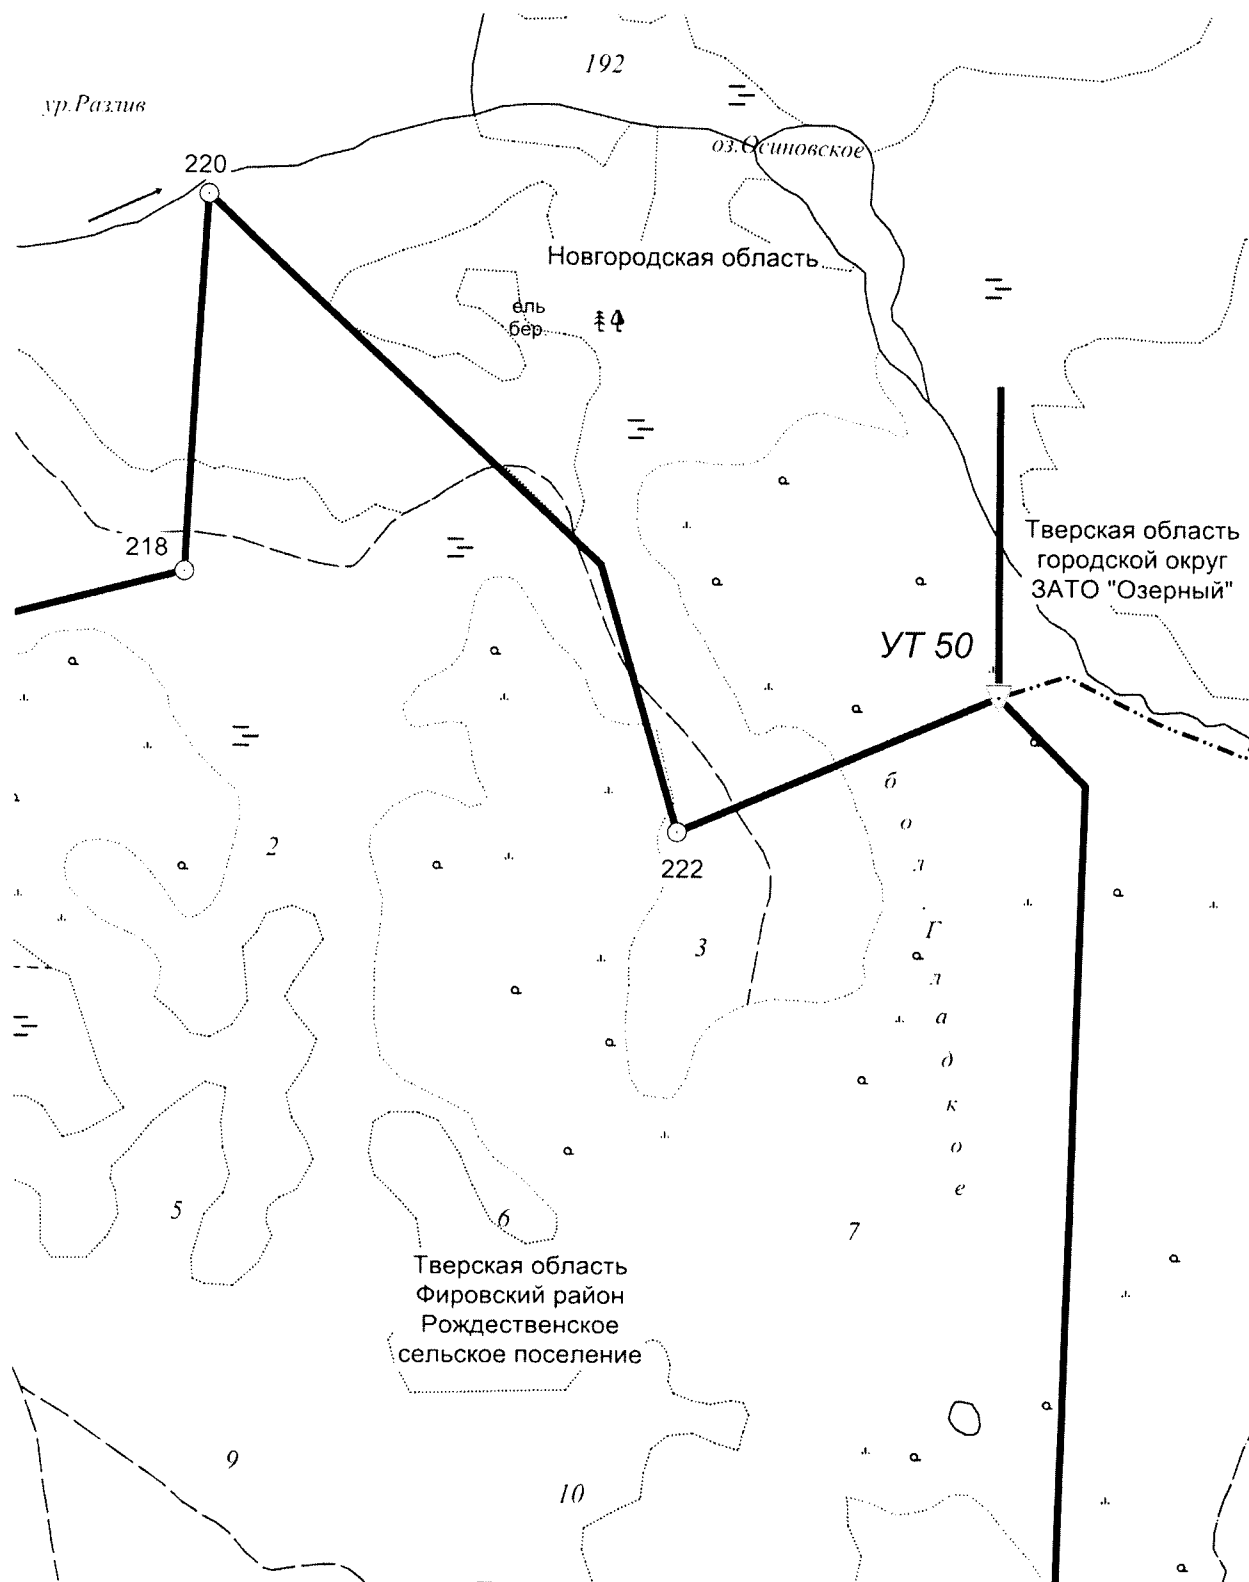 192
ур.Разлив
оз.Осиновское
220
Новгородская область
ель
бер.
218
Тверская область
городской округ
ЗАТО "Озерный"
УТ 50
бол. Гладкое
2
222
3
5
6
7
Тверская область
Фировский район
Рождественское
сельское поселение
9
10